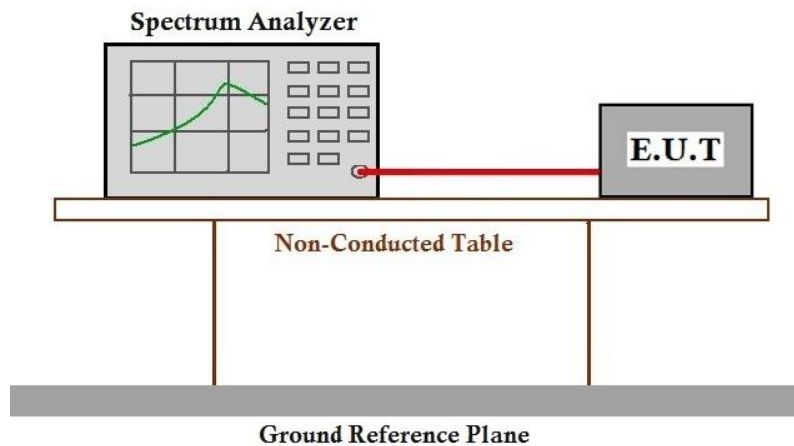 Spectrum Analyzer
E.U.T
Non-Conducted Table
Ground Reference Plane